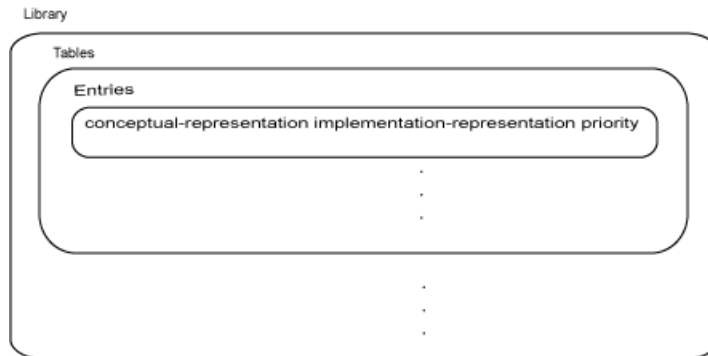 Library
Tables
Entries
conceptual-representation implementation-representation priority